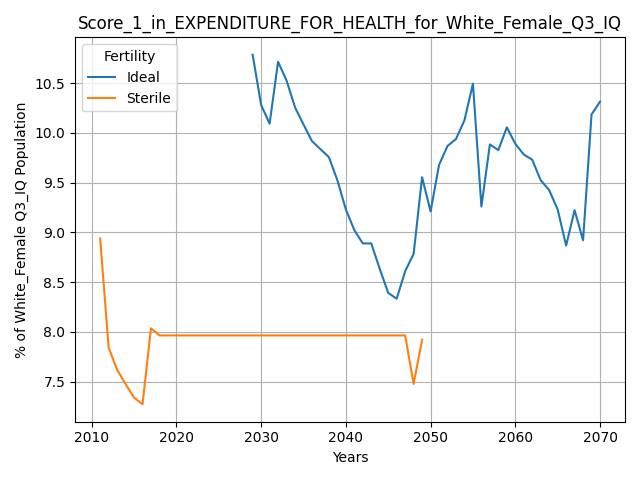 Score_1_in_EXPENDITURE_FOR_HEALTH_for_White_Female_Q3_IQ
Fertility
Ideal
Sterile
% of White_Female Q3_IQ Population
10.5
10.0
9.5
9.0
8.5
8.0
7.5
2010 2020 2030 2040 2050 2060 2070
Years